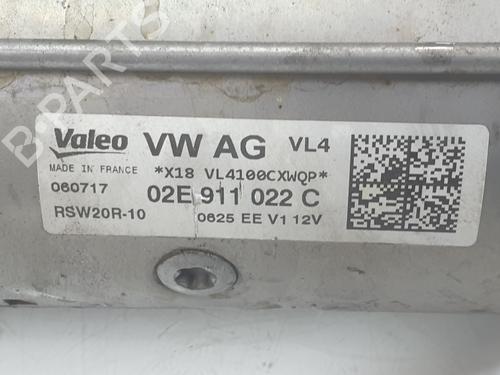 Valeo VW AG VL4
MADE IN FRANCE *X18 VL4100CXWQP*
060717 02E 911 022 C
RSW20R-10 0625 EE V1 12V
B-PARTS